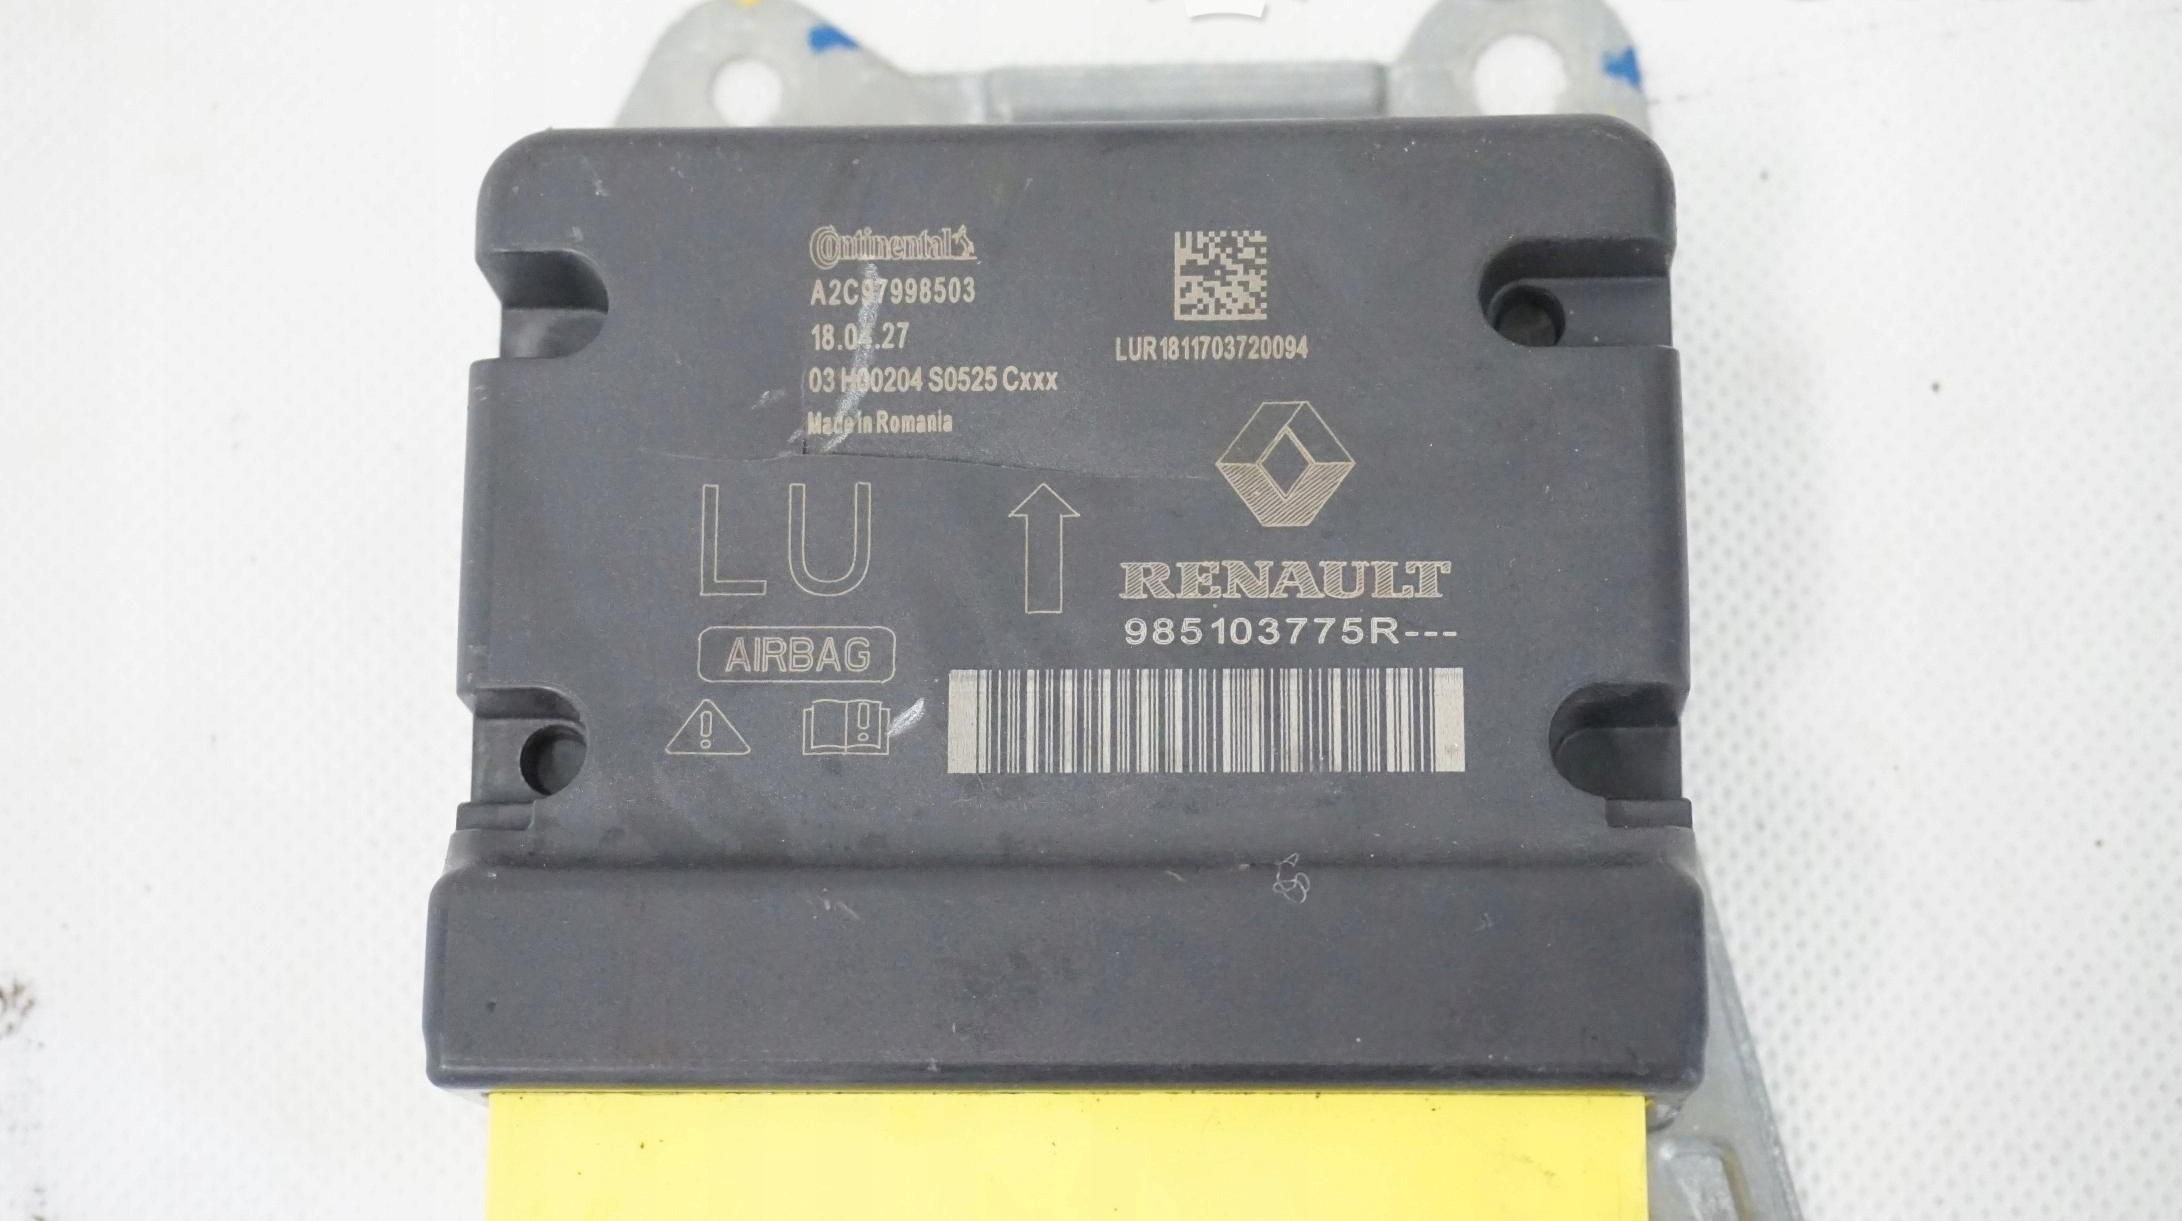 Continental
A2C97998503
18.04.27
03 H00204 S0525 Cxxx
Made in Romania
LUR1811703720094
LU
RENAULT
985103775R---
AIRBAG